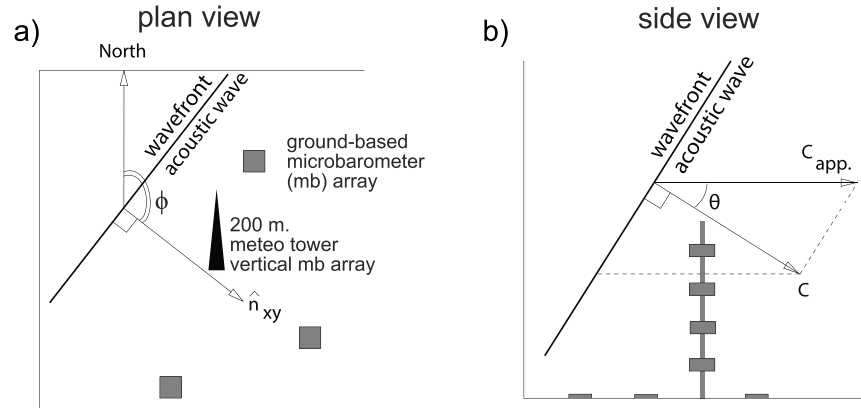 plan view
a)
North
wavefront
acoustic wave
ground-based
microbarometer
(mb) array
ϕ
200 m.
meteo tower
vertical mb array
n̂ xy
side view
b)
wavefront
acoustic wave
C app.
θ
C